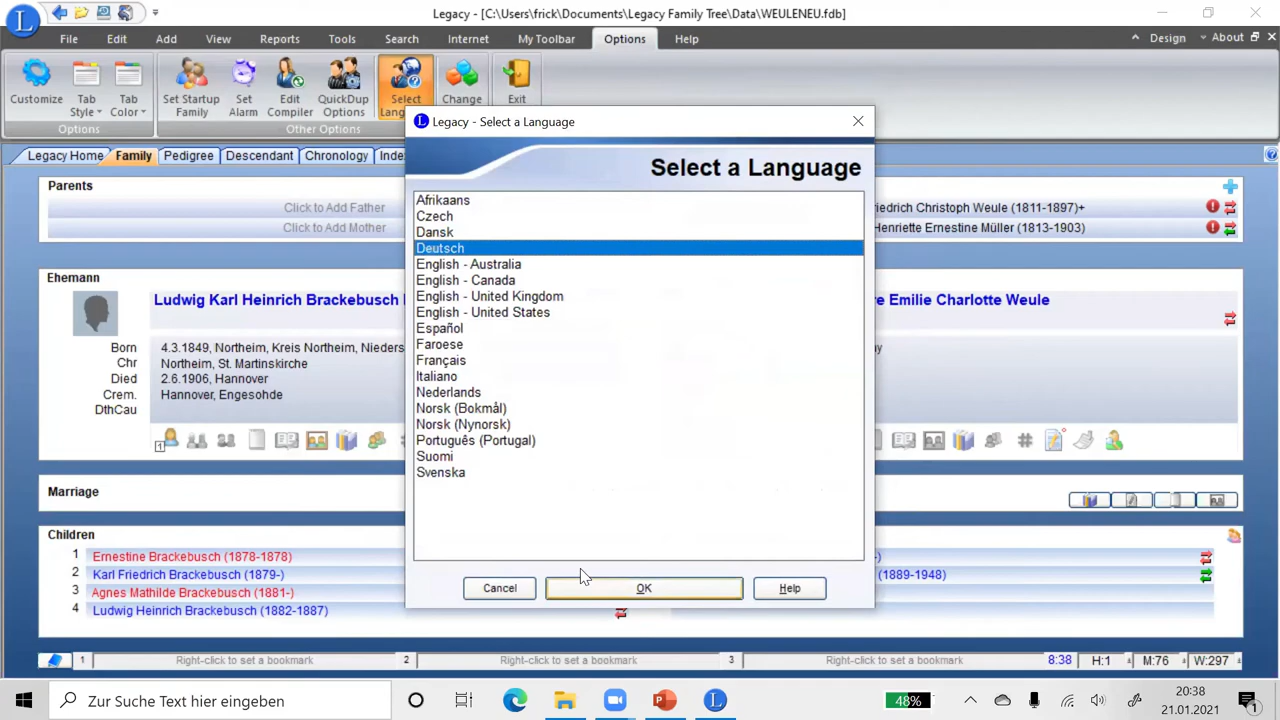 Legacy - [C:\Users\frick\Documents\Legacy Family Tree\Data\WEULENEU.fdb]
File Edit Add View Reports Tools Search Internet My Toolbar Options Help Design About
Customize Tab Style Tab Color Set Startup Family Set Alarm Edit Compiler QuickDup Options Select Change Exit
Options Other Options
Legacy - Select a Language
Legacy Home Family Pedigree Descendant Chronology
Select a Language
Parents
Click to Add Father
Click to Add Mother
Friedrich Christoph Weule (1811-1897)+
Henriette Ernestine Müller (1813-1903)
Afrikaans
Czech
Dansk
Deutsch
English - Australia
English - Canada
English - United Kingdom
English - United States
Español
Faroese
Français
Italiano
Nederlands
Norsk (Bokmål)
Norsk (Nynorsk)
Português (Portugal)
Suomi
Svenska
Cancel OK Help
Ehemann
Ludwig Karl Heinrich Brackebusch
Emilie Charlotte Weule
Born 4.3.1849, Northeim, Kreis Northeim,
Chr Northeim, St. Martinskirche
Died 2.6.1906, Hannover
Crem. Hannover, Engesohde
DthCau
1
Marriage
Children
1 Ernestine Brackebusch (1878-1878)
2 Karl Friedrich Brackebusch (1879-) (1889-1948)
3 Agnes Mathilde Brackebusch (1881-)
4 Ludwig Heinrich Brackebusch (1882-1887)
1 Right-click to set a bookmark 2 Right-click to set a bookmark 3 Right-click to set a bookmark 8:38 H:1 M:76 W:297
Zur Suche Text hier eingeben
48%
20:38
21.01.2021